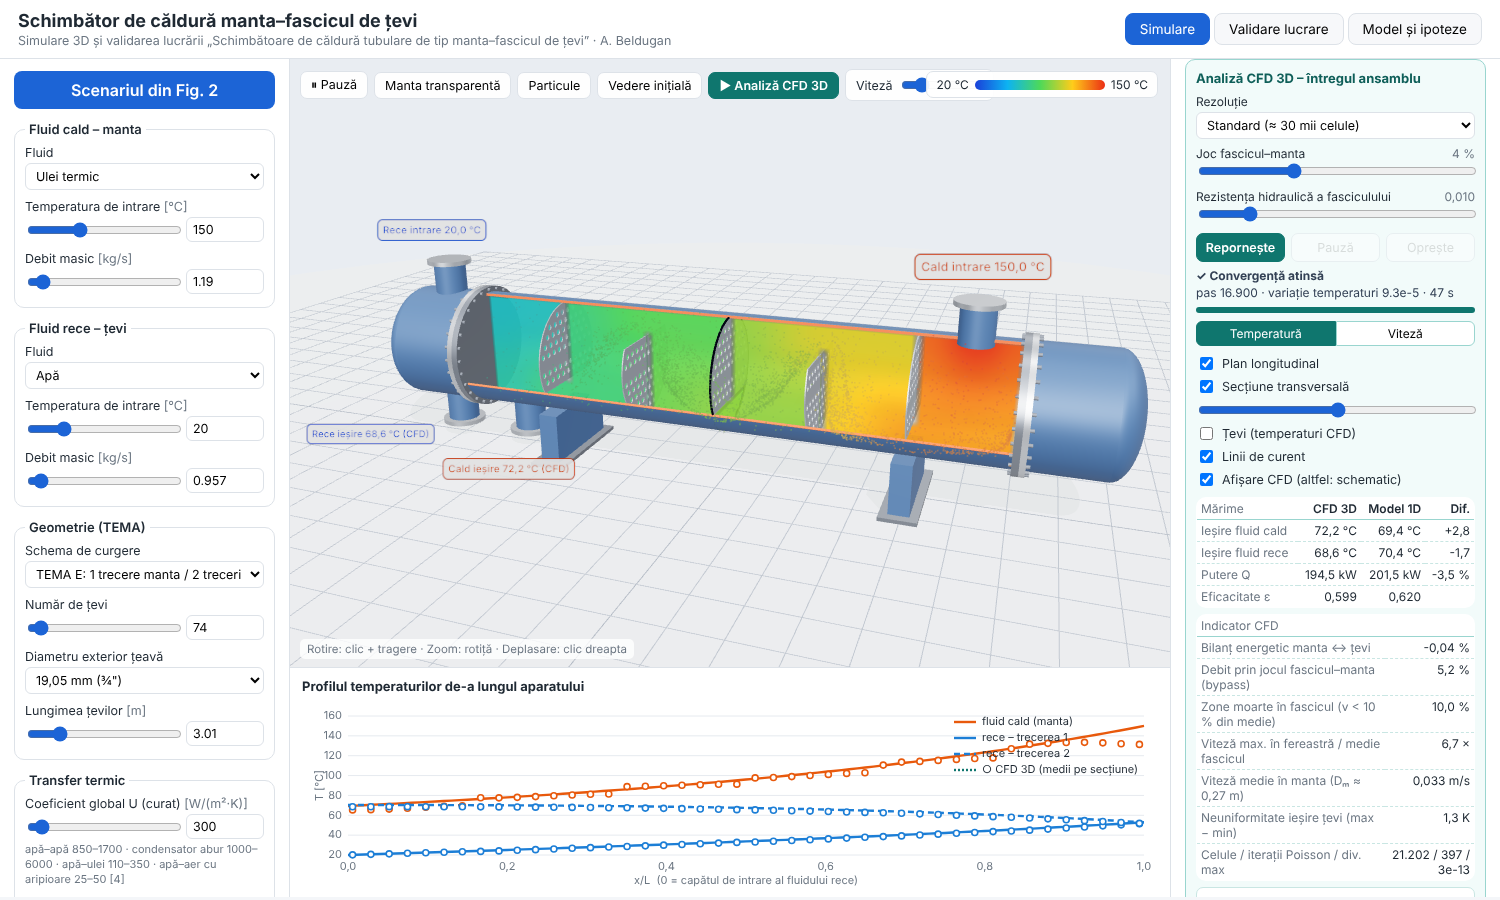 Schimbător de căldură manta–fascicul de țevi
Simulare 3D și validarea lucrării „Schimbătoare de căldură tubulare de tip manta–fascicul de țevi” · A. Beldugan
Simulare
Validare lucrare
Model și ipoteze
Scenariul din Fig. 2
Fluid cald – manta
Fluid
Ulei termic
Temperatura de intrare [°C]
150
Debit masic [kg/s]
1.19
Fluid rece – țevi
Fluid
Apă
Temperatura de intrare [°C]
20
Debit masic [kg/s]
0.957
Geometrie (TEMA)
Schema de curgere
TEMA E: 1 trecere manta / 2 treceri
Număr de țevi
74
Diametru exterior țeavă
19,05 mm (¾")
Lungimea țevilor [m]
3.01
Transfer termic
Coeficient global U (curat) [W/(m²·K)]
300
apă–apă 850–1700 · condensator abur 1000–
6000 · apă–ulei 110–350 · apă–aer cu
aripioare 25–50 [4]
Pauză
Manta transparentă
Particule
Vedere inițială
▶ Analiză CFD 3D
Viteză
20 °C
150 °C
Rece intrare 20,0 °C
Cald intrare 150,0 °C
Rece ieșire 68,6 °C (CFD)
Cald ieșire 72,2 °C (CFD)
Rotire: clic + tragere · Zoom: rotiță · Deplasare: clic dreapta
Profilul temperaturilor de-a lungul aparatului
T [°C]
160
140
120
100
80
60
40
20
0,0
0,2
0,4
0,6
0,8
1,0
x/L (0 = capătul de intrare al fluidului rece)
fluid cald (manta)
rece – trecerea 1
rece – trecerea 2
O CFD 3D (medii pe secțiune)
Analiză CFD 3D – întregul ansamblu
Rezoluție
Standard (≈ 30 mii celule)
Joc fascicul–manta 4 %
Rezistența hidraulică a fasciculului 0,010
Repornește
Pauză
Oprește
✓ Convergență atinsă
pas 16.900 · variație temperaturi 9.3e-5 · 47 s
Temperatură
Viteză
Plan longitudinal
Secțiune transversală
Țevi (temperaturi CFD)
Linii de curent
Afișare CFD (altfel: schematic)
Mărime CFD 3D Model 1D Dif.
Ieșire fluid cald 72,2 °C 69,4 °C +2,8
Ieșire fluid rece 68,6 °C 70,4 °C -1,7
Putere Q 194,5 kW 201,5 kW -3,5 %
Eficacitate ε 0,599 0,620
Indicator CFD
Bilanț energetic manta ↔ țevi -0,04 %
Debit prin jocul fascicul–manta 5,2 %
(bypass)
Zone moarte în fascicul (v < 10 10,0 %
% din medie)
Viteză max. în fereastră / medie 6,7 ×
fascicul
Viteză medie în manta (Dₘ ≈ 0,033 m/s
0,27 m)
Neuniformitate ieșire țevi (max 1,3 K
− min)
Celule / iterații Poisson / div. 21.202 / 397 /
max 3e-13